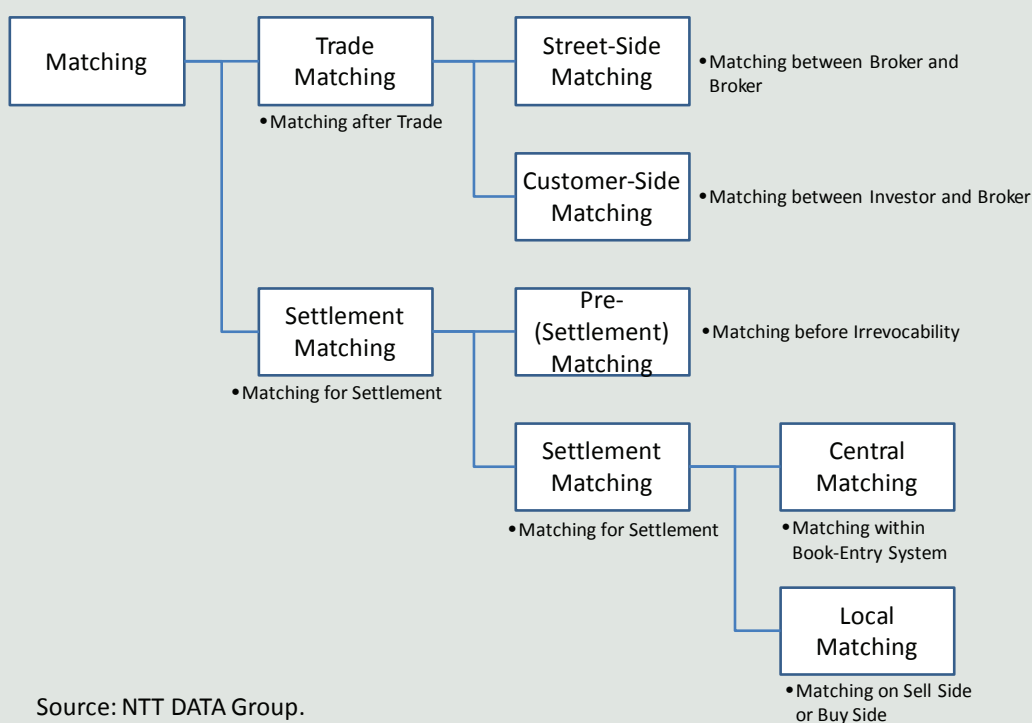 Matching
Trade
Matching
•Matching after Trade
Street-Side
Matching
•Matching between Broker and
Broker
Customer-Side
Matching
•Matching between Investor and Broker
Settlement
Matching
•Matching for Settlement
Pre-
(Settlement)
Matching
•Matching before Irrevocability
Settlement
Matching
•Matching for Settlement
Central
Matching
•Matching within
Book-Entry System
Local
Matching
•Matching on Sell Side
or Buy Side
Source: NTT DATA Group.